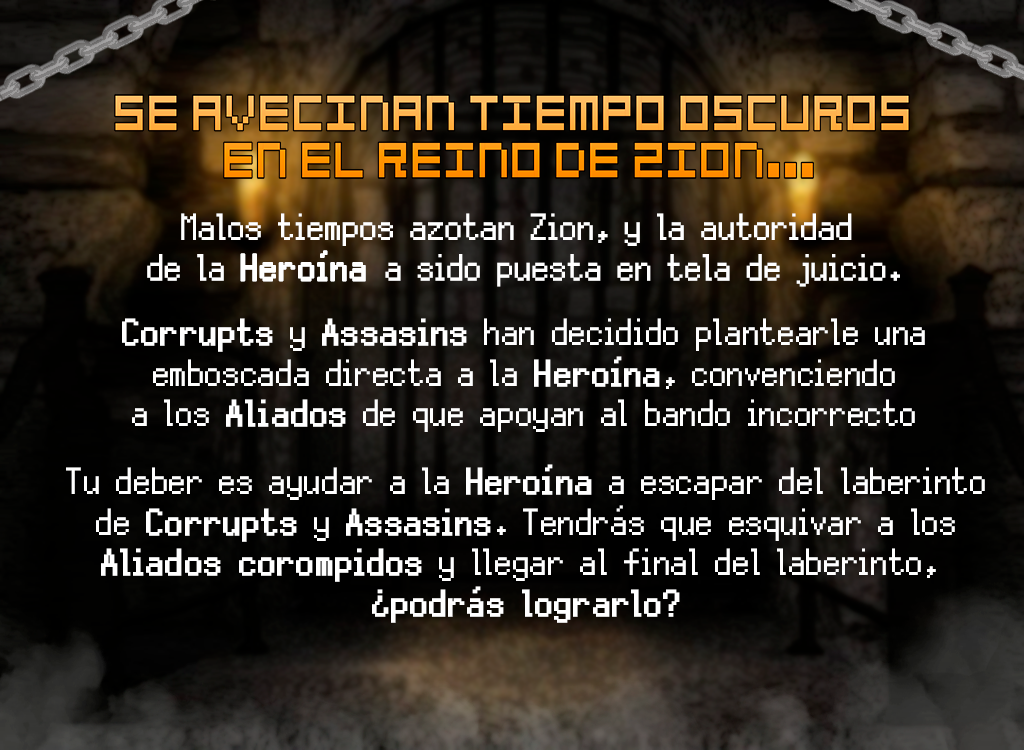 SE AVECINAN TIEMPO OSCUROS
EN EL REINO DE ZION...
Malos tiempos azotan Zion, y la autoridad
de la Heroína a sido puesta en tela de juicio.
Corrupts y Assasins han decidido plantearle una
emboscada directa a la Heroína, convenciendo
a los Aliados de que apoyan al bando incorrecto
Tu deber es ayudar a la Heroína a escapar del laberinto
de Corrupts y Assasins. Tendrás que esquivar a los
Aliados corompidos y llegar al final del laberinto,
¿podrás lograrlo?